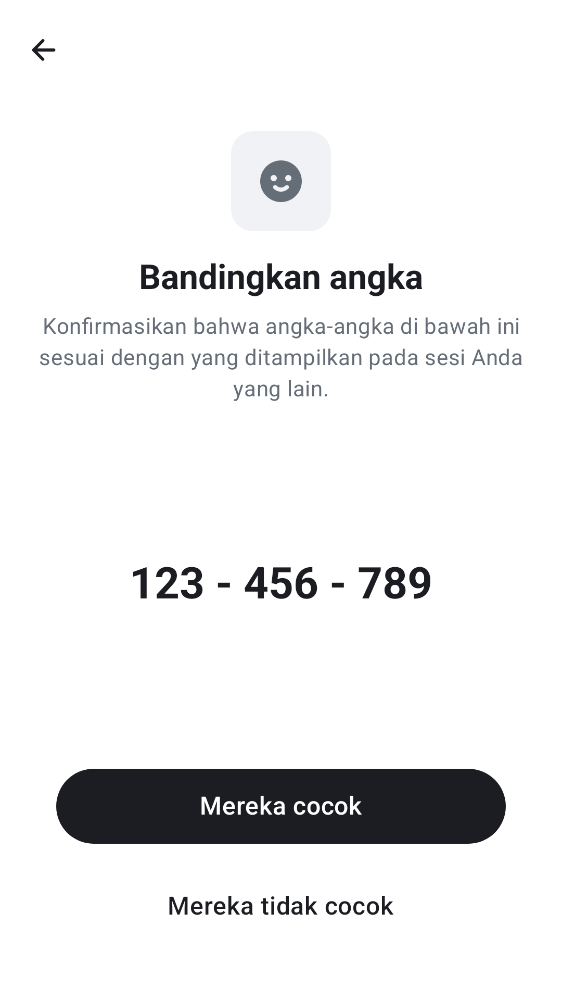 Bandingkan angka
Konfirmasikan bahwa angka-angka di bawah ini
sesuai dengan yang ditampilkan pada sesi Anda
yang lain.
123 - 456 - 789
Mereka cocok
Mereka tidak cocok